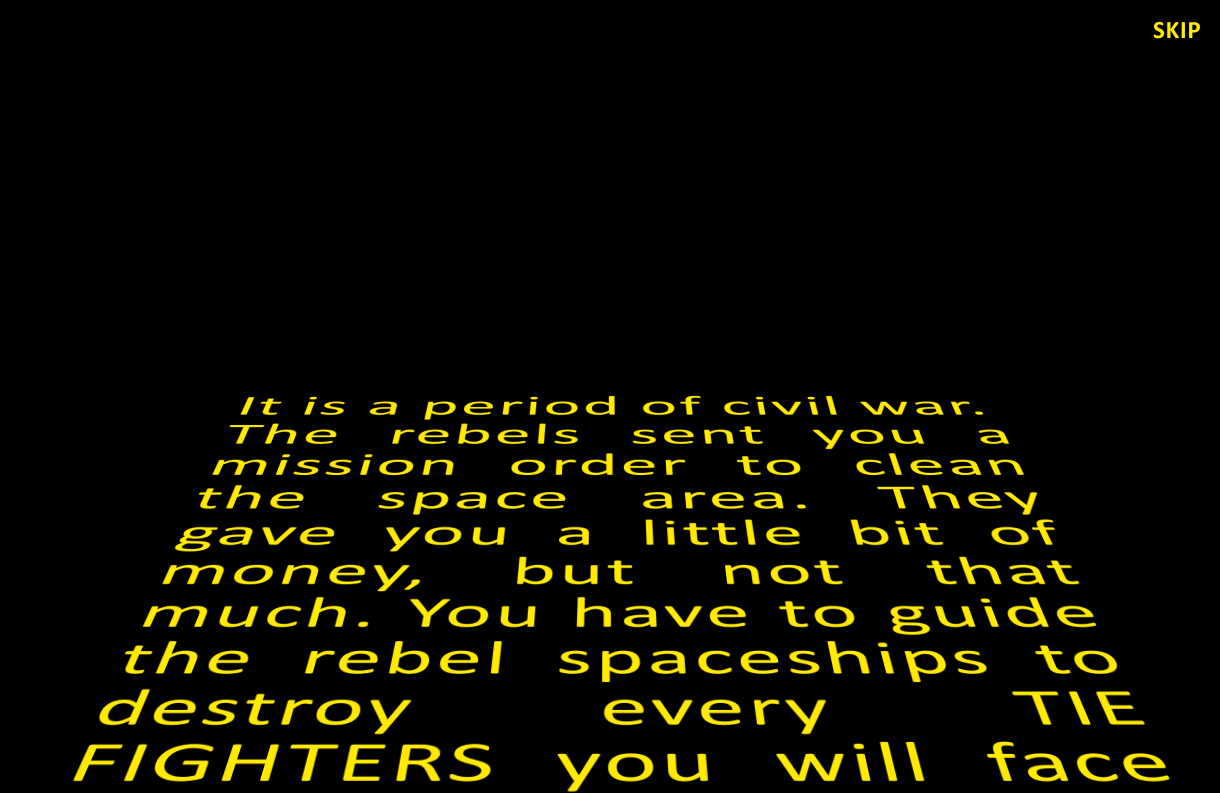 SKIP
It is a period of civil war.
The rebels sent you a
mission order to clean
the space area. They
gave you a little bit of
money, but not that
much. You have to guide
the rebel spaceships to
destroy every TIE
FIGHTERS you will face